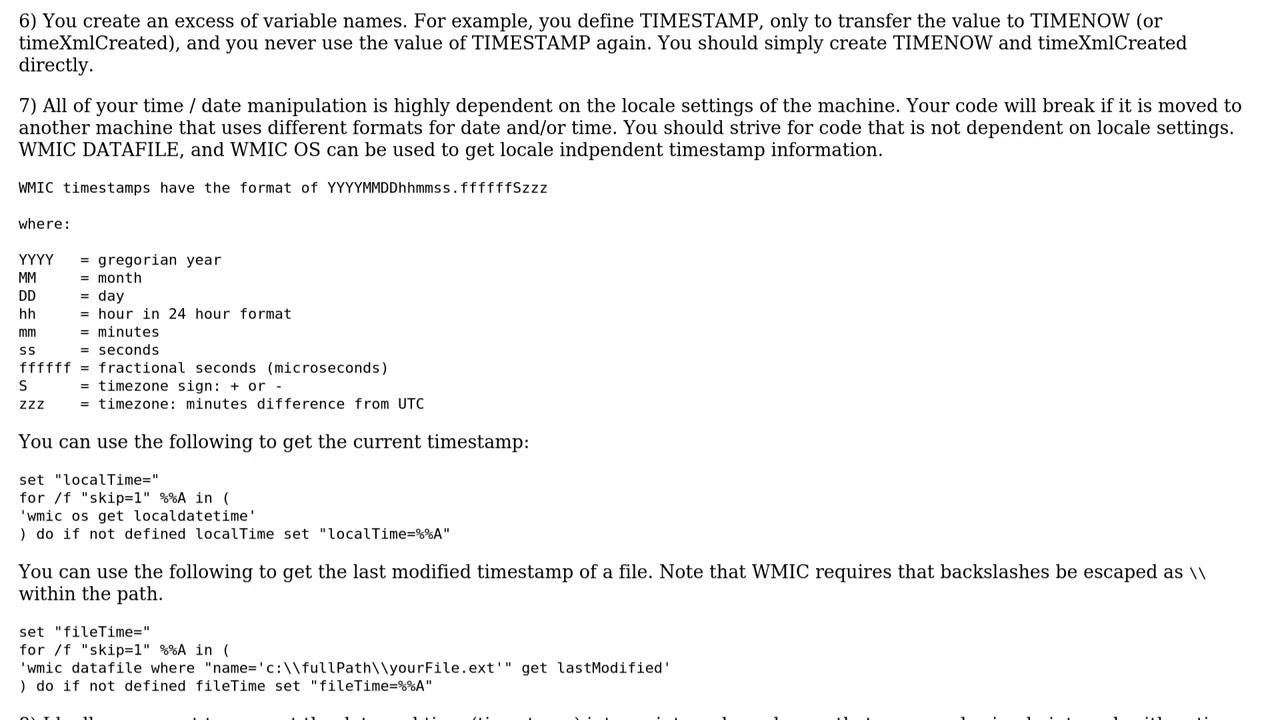 6) You create an excess of variable names. For example, you define TIMESTAMP, only to transfer the value to TIMENOW (or
timeXmlCreated), and you never use the value of TIMESTAMP again. You should simply create TIMENOW and timeXmlCreated
directly.
7) All of your time / date manipulation is highly dependent on the locale settings of the machine. Your code will break if it is moved to
another machine that uses different formats for date and/or time. You should strive for code that is not dependent on locale settings.
WMIC DATAFILE, and WMIC OS can be used to get locale indpendent timestamp information.
WMIC timestamps have the format of YYYYMMDDhhmmss.ffffffSzzz
where:
YYYY   = gregorian year
MM     = month
DD     = day
hh     = hour in 24 hour format
mm     = minutes
ss     = seconds
ffffff = fractional seconds (microseconds)
S      = timezone sign: + or -
zzz    = timezone: minutes difference from UTC
You can use the following to get the current timestamp:
set "localTime="
for /f "skip=1" %%A in (
'wmic os get localdatetime'
) do if not defined localTime set "localTime=%%A"
You can use the following to get the last modified timestamp of a file. Note that WMIC requires that backslashes be escaped as \\
within the path.
set "fileTime="
for /f "skip=1" %%A in (
'wmic datafile where "name='c:\\fullPath\\yourFile.ext'" get lastModified'
) do if not defined fileTime set "fileTime=%%A"